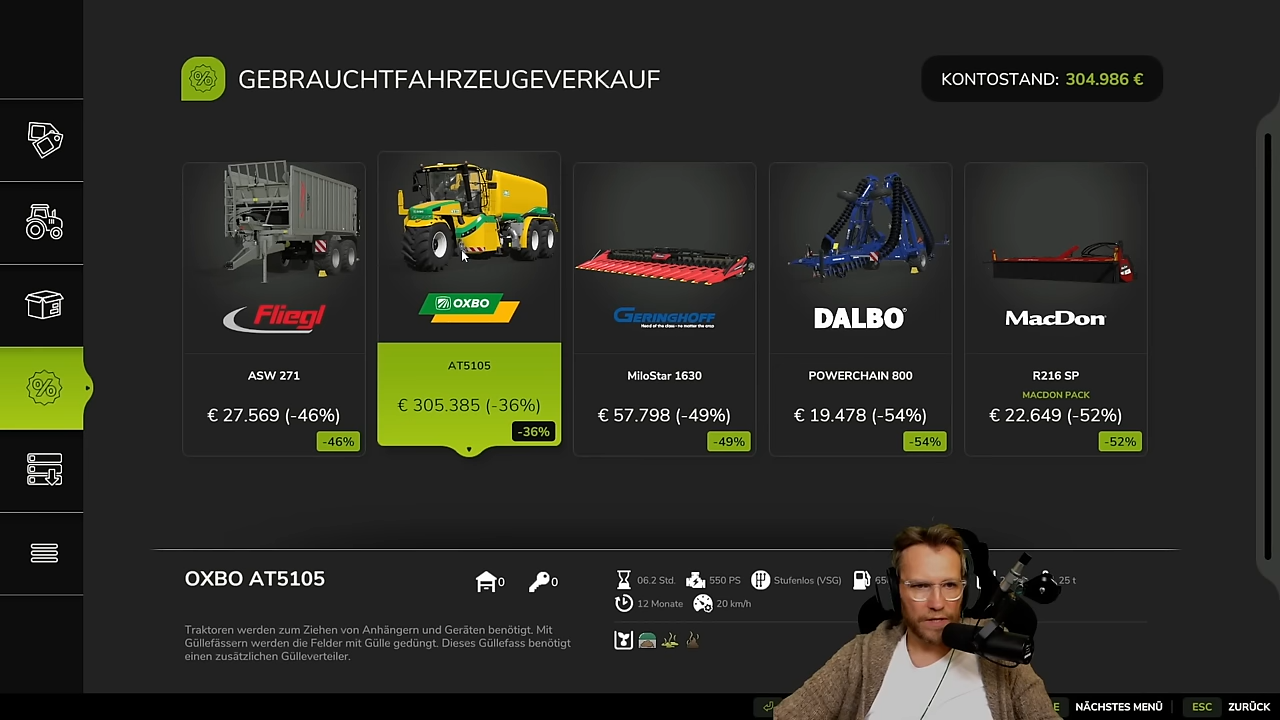 GEBRAUCHTFAHRZEUGEVERKAUF
KONTOSTAND: 304.986 €
Fliegl
OXBO
GERINGHOFF
DALBO
MacDon
ASW 271
€ 27.569 (-46%)
-46%
AT5105
€ 305.385 (-36%)
-36%
MiloStar 1630
€ 57.798 (-49%)
-49%
POWERCHAIN 800
€ 19.478 (-54%)
-54%
R216 SP
MACDON PACK
€ 22.649 (-52%)
-52%
OXBO AT5105
0
0
06.2 Std.
550 PS
Stufenlos (VSG)
25 t
12 Monate
20 km/h
Traktoren werden zum Ziehen von Anhängern und Geräten benötigt. Mit
Güllefässern werden die Felder mit Gülle gedüngt. Dieses Güllefass benötigt
einen zusätzlichen Gülleverteiler.
E NÄCHSTES MENÜ
ESC ZURÜCK